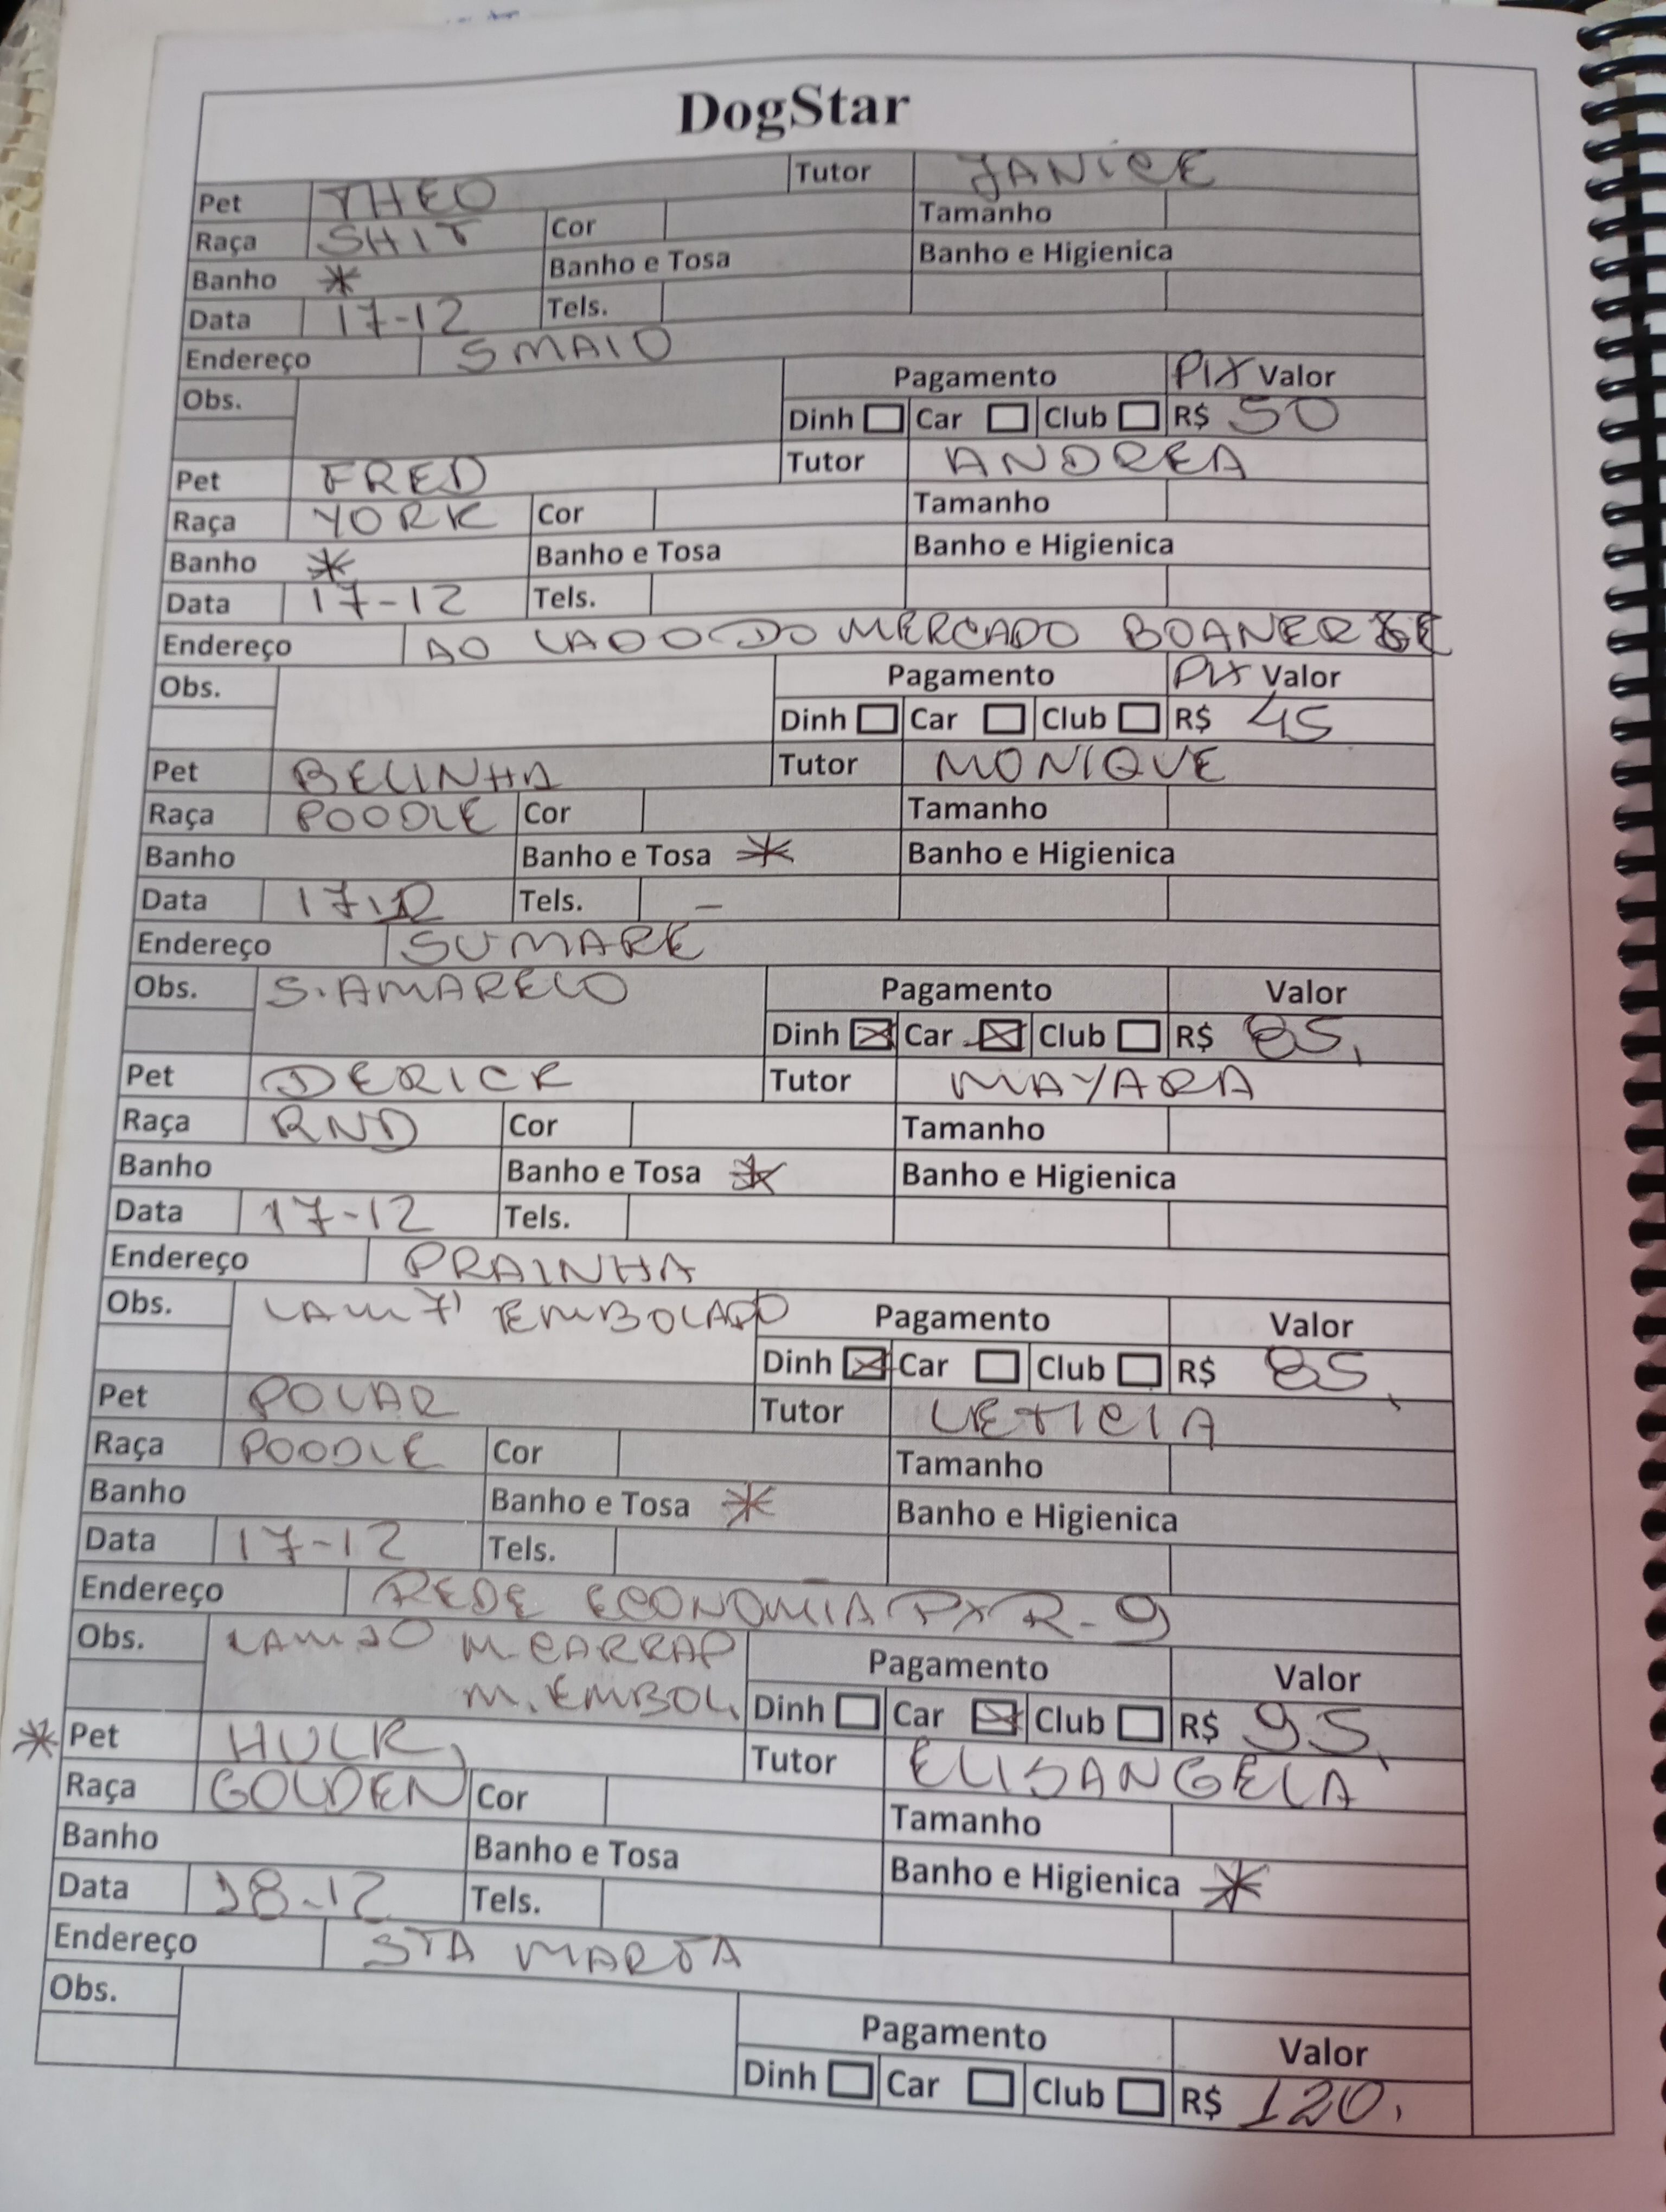 DogStar
Pet THEO Tutor JANICE
Raça SHIT Cor Tamanho
Banho * Banho e Tosa Banho e Higienica
Data 17-12 Tels.
Endereço 5 MAIO
Obs. Pagamento PIX Valor
Dinh Car Club R$ 50
Pet FRED Tutor ANDREA
Raça YORK Cor Tamanho
Banho * Banho e Tosa Banho e Higienica
Data 17-12 Tels.
Endereço AO LADO DO MERCADO
Obs. Pagamento PIX Valor
Dinh Car Club R$ 45
Pet BELINHA Tutor MONIQUE
Raça POODLE Cor Tamanho
Banho Banho e Tosa * Banho e Higienica
Data 17.12 Tels. -
Endereço SUMARE
Obs. S. AMARELO Pagamento Valor
Dinh Car Club R$ 85,
Pet DERICK Tutor MAYARA
Raça RND Cor Tamanho
Banho Banho e Tosa * Banho e Higienica
Data 17-12 Tels.
Endereço PRAINHA
Obs. LAM 7 EMBOLADO Pagamento Valor
Dinh Car Club R$ 85,
Pet POLAR Tutor LETICIA
Raça POODLE Cor Tamanho
Banho Banho e Tosa * Banho e Higienica
Data 17-12 Tels.
Endereço REDE ECONOMIA PX R-9
Obs. LAM M. CARRAP Pagamento Valor
M. EMBOL. Dinh Car Club R$ 95,
* Pet HULK, Tutor ELISANGELA
Raça GOLDEN Cor Tamanho
Banho Banho e Tosa Banho e Higienica *
Data 18-12 Tels.
Endereço STA MARTA
Obs. Pagamento Valor
Dinh Car Club R$ 120,